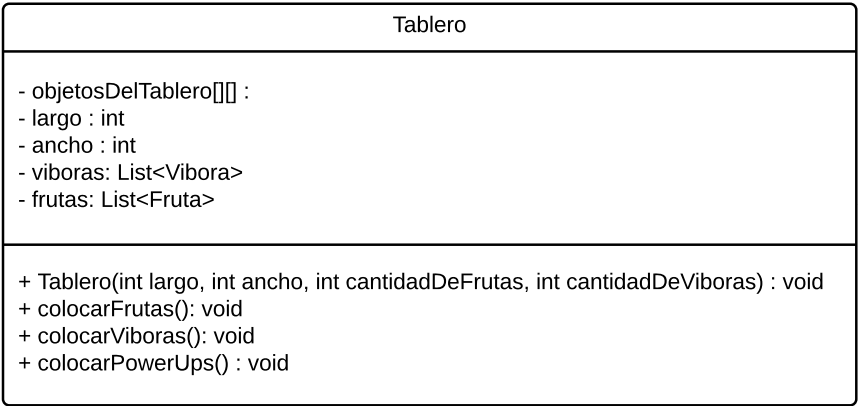 Tablero
- objetosDelTablero[][] :
- largo : int
- ancho : int
- viboras: List<Vibora>
- frutas: List<Fruta>
+ Tablero(int largo, int ancho, int cantidadDeFrutas, int cantidadDeViboras) : void
+ colocarFrutas(): void
+ colocarViboras(): void
+ colocarPowerUps() : void